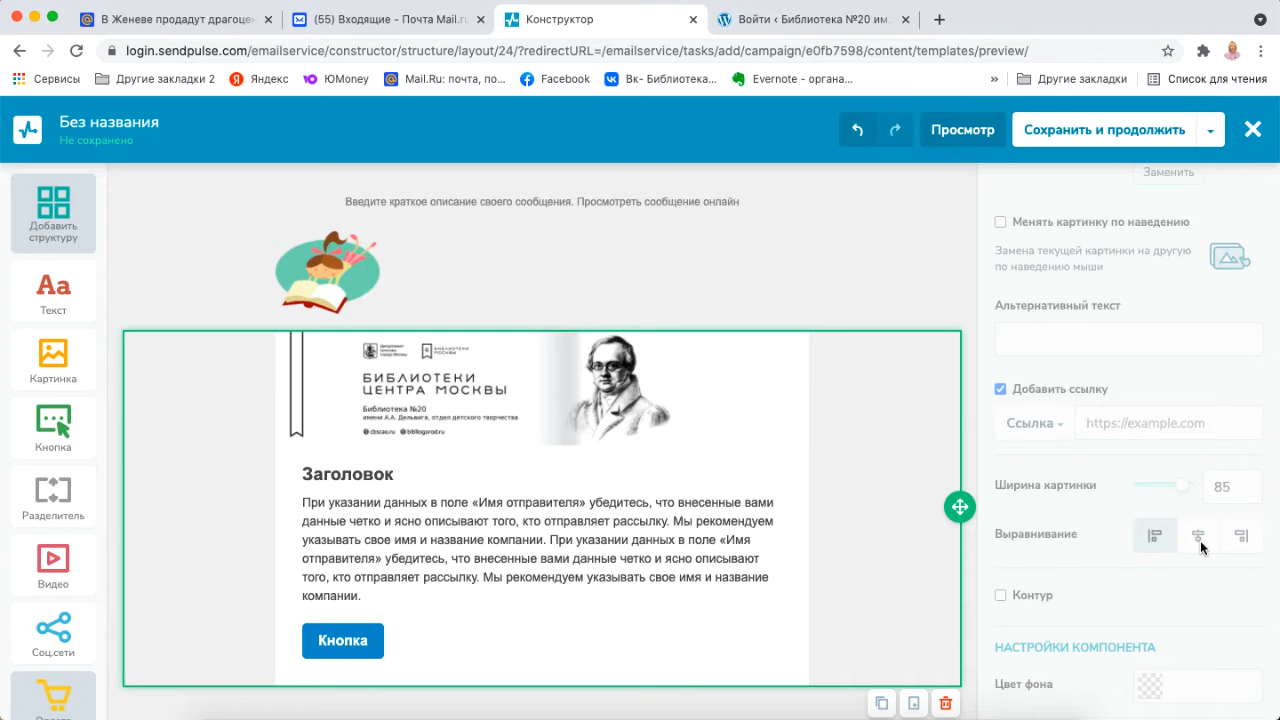 В Женеве продадут драгоцен
(55) Входящие - Почта Mail.ru
Конструктор
Войти ‹ Библиотека №20 им.
login.sendpulse.com/emailservice/constructor/structure/layout/24/?redirectURL=/emailservice/tasks/add/campaign/e0fb7598/content/templates/preview/
Сервисы
Другие закладки 2
Яндекс
ЮMoney
Mail.Ru: почта, по...
Facebook
Вк- Библиотека...
Evernote - органа...
»
Другие закладки
Список для чтения
Без названия
Не сохранено
Просмотр
Сохранить и продолжить
Добавить
структуру
Aa
Текст
Картинка
Кнопка
Разделитель
Видео
Соц.сети
Введите краткое описание своего сообщения. Просмотреть сообщение онлайн
БИБЛИОТЕКИ
МОСКВЫ
БИБЛИОТЕКИ
ЦЕНТРА МОСКВЫ
Библиотека №20
имени А.А. Дельвига, отдел детского творчества
cbscao.ru
bibliogorod.ru
Заголовок
При указании данных в поле «Имя отправителя» убедитесь, что внесенные вами
данные четко и ясно описывают того, кто отправляет рассылку. Мы рекомендуем
указывать свое имя и название компании. При указании данных в поле «Имя
отправителя» убедитесь, что внесенные вами данные четко и ясно описывают
того, кто отправляет рассылку. Мы рекомендуем указывать свое имя и название
компании.
Кнопка
Заменить
Менять картинку по наведению
Замена текущей картинки на другую
по наведению мыши
Альтернативный текст
Добавить ссылку
Ссылка
https://example.com
Ширина картинки
85
Выравнивание
Контур
НАСТРОЙКИ КОМПОНЕНТА
Цвет фона